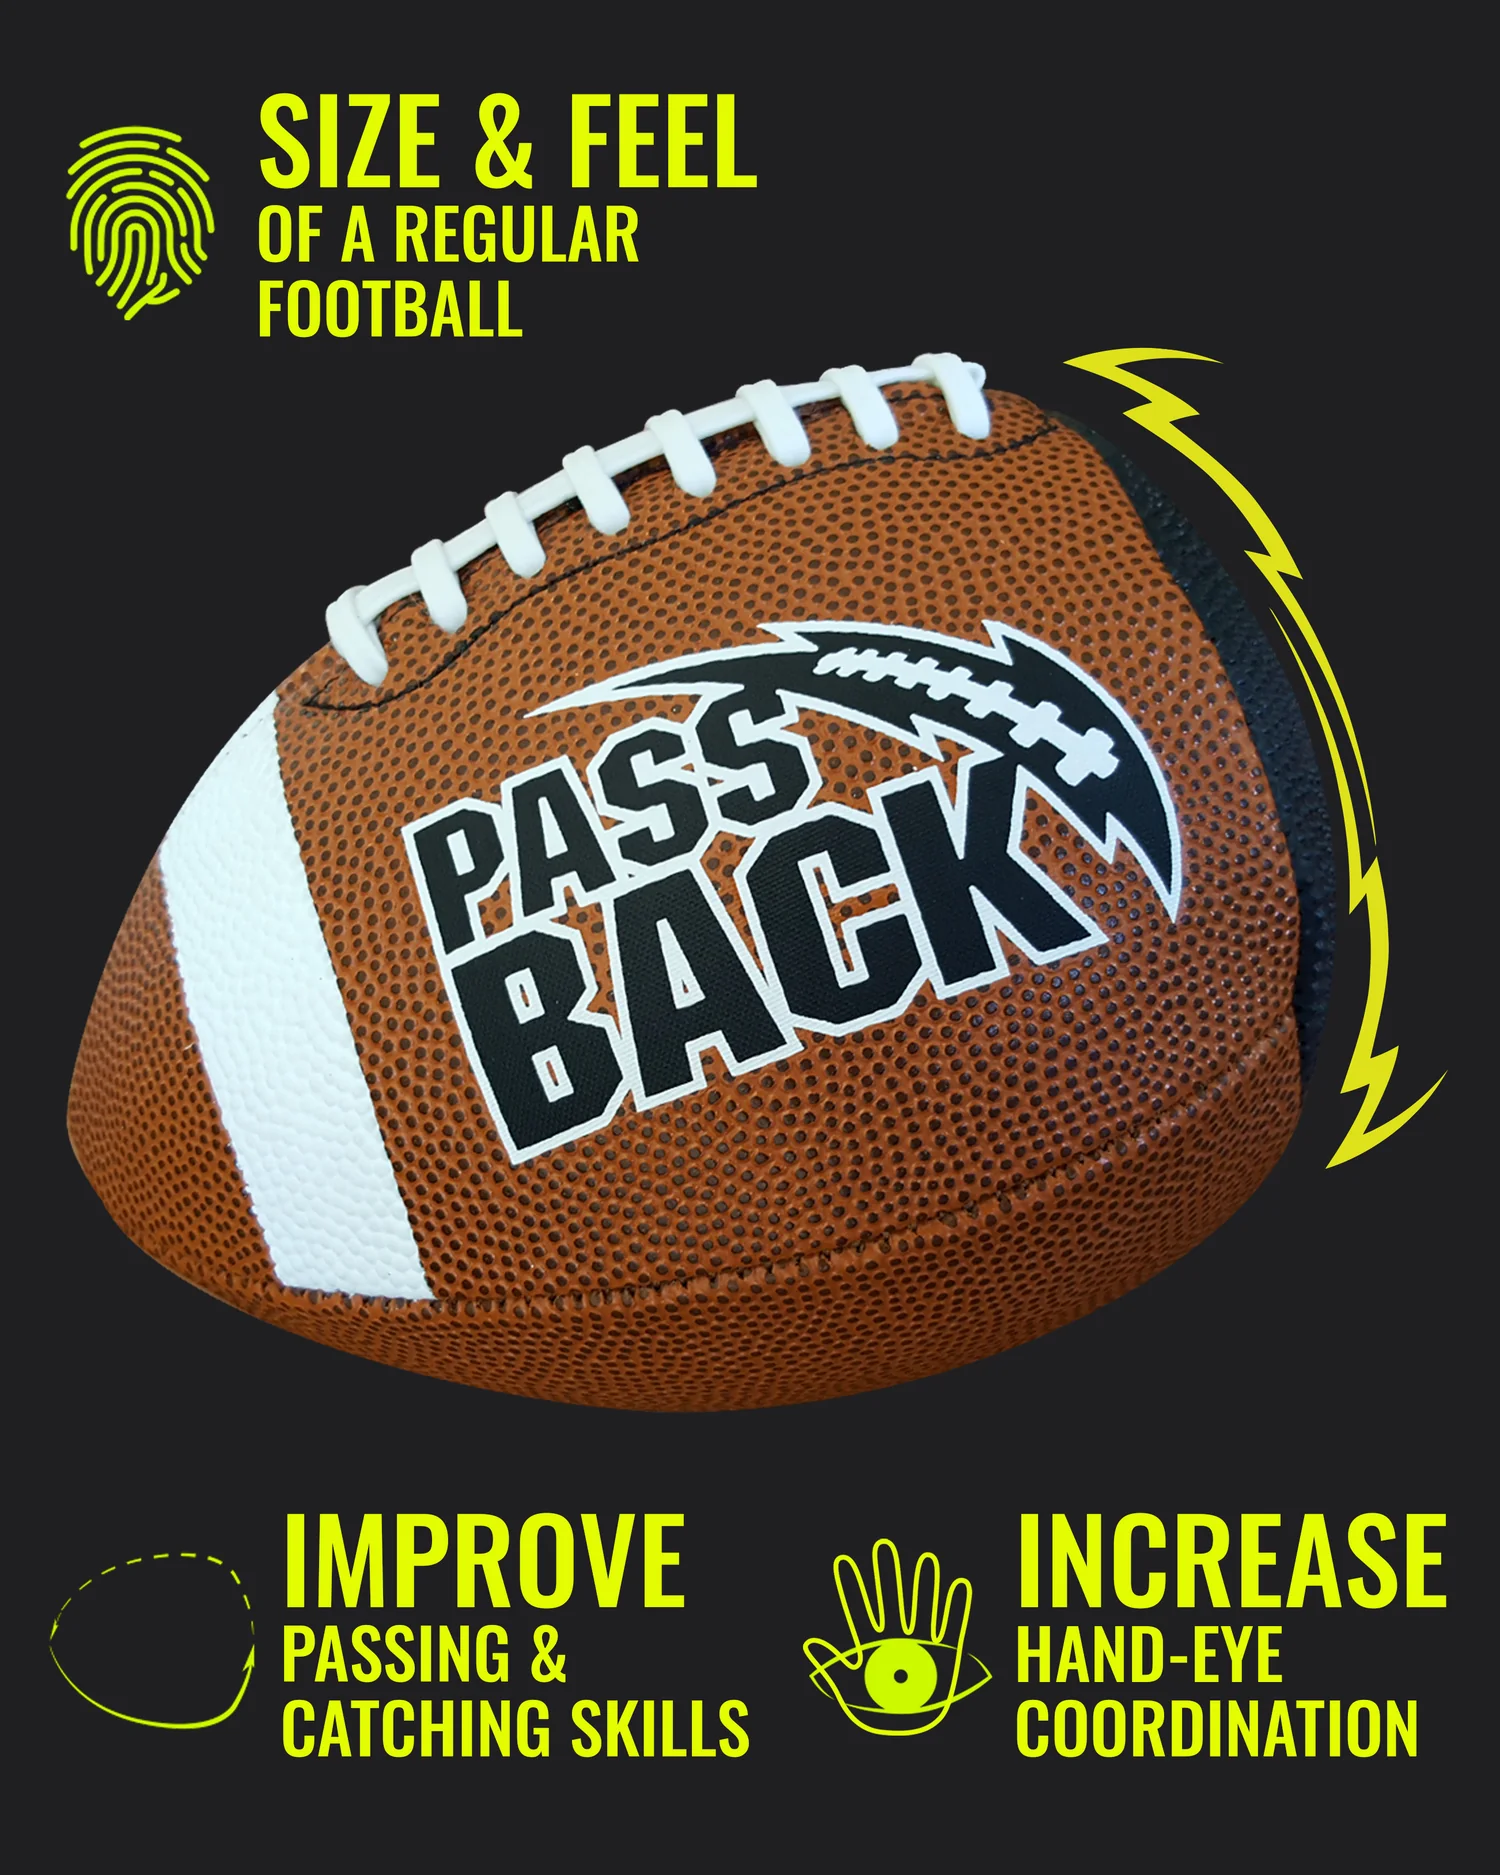 SIZE & FEEL
OF A REGULAR
FOOTBALL
PASS
BACK
IMPROVE
PASSING &
CATCHING SKILLS
INCREASE
HAND-EYE
COORDINATION